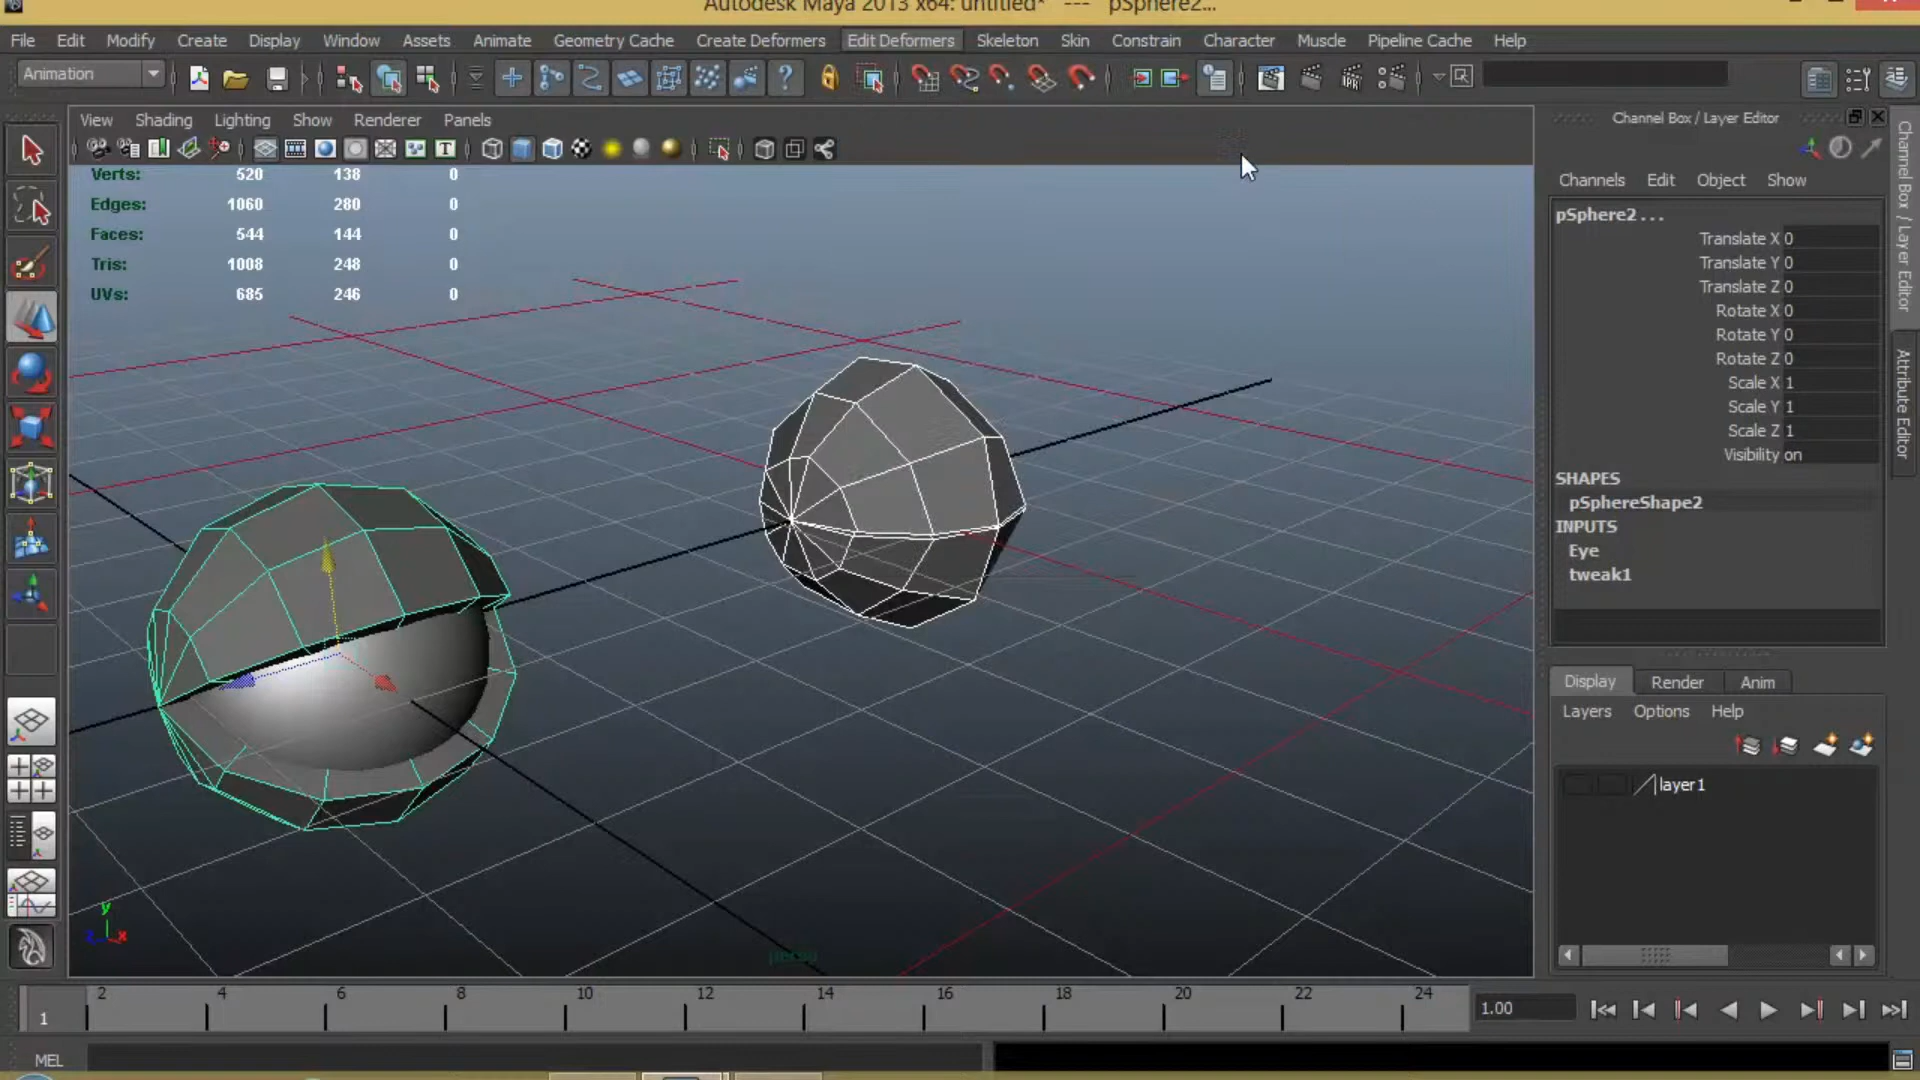 Autodesk Maya 2013 x64: untitled* --- pSphere2...
File Edit Modify Create Display Window Assets Animate Geometry Cache Create Deformers Edit Deformers Skeleton Skin Constrain Character Muscle Pipeline Cache Help
Animation
View Shading Lighting Show Renderer Panels
Verts: 520 138 0
Edges: 1060 280 0
Faces: 544 144 0
Tris: 1008 248 0
UVs: 685 246 0
y
z x
persp
Channel Box / Layer Editor
Channels Edit Object Show
pSphere2 . . .
Translate X 0
Translate Y 0
Translate Z 0
Rotate X 0
Rotate Y 0
Rotate Z 0
Scale X 1
Scale Y 1
Scale Z 1
Visibility on
SHAPES
pSphereShape2
INPUTS
Eye
tweak1
Display Render Anim
Layers Options Help
layer1
Channel Box / Layer Editor
Attribute Editor
1 2 4 6 8 10 12 14 16 18 20 22 24
1.00
MEL